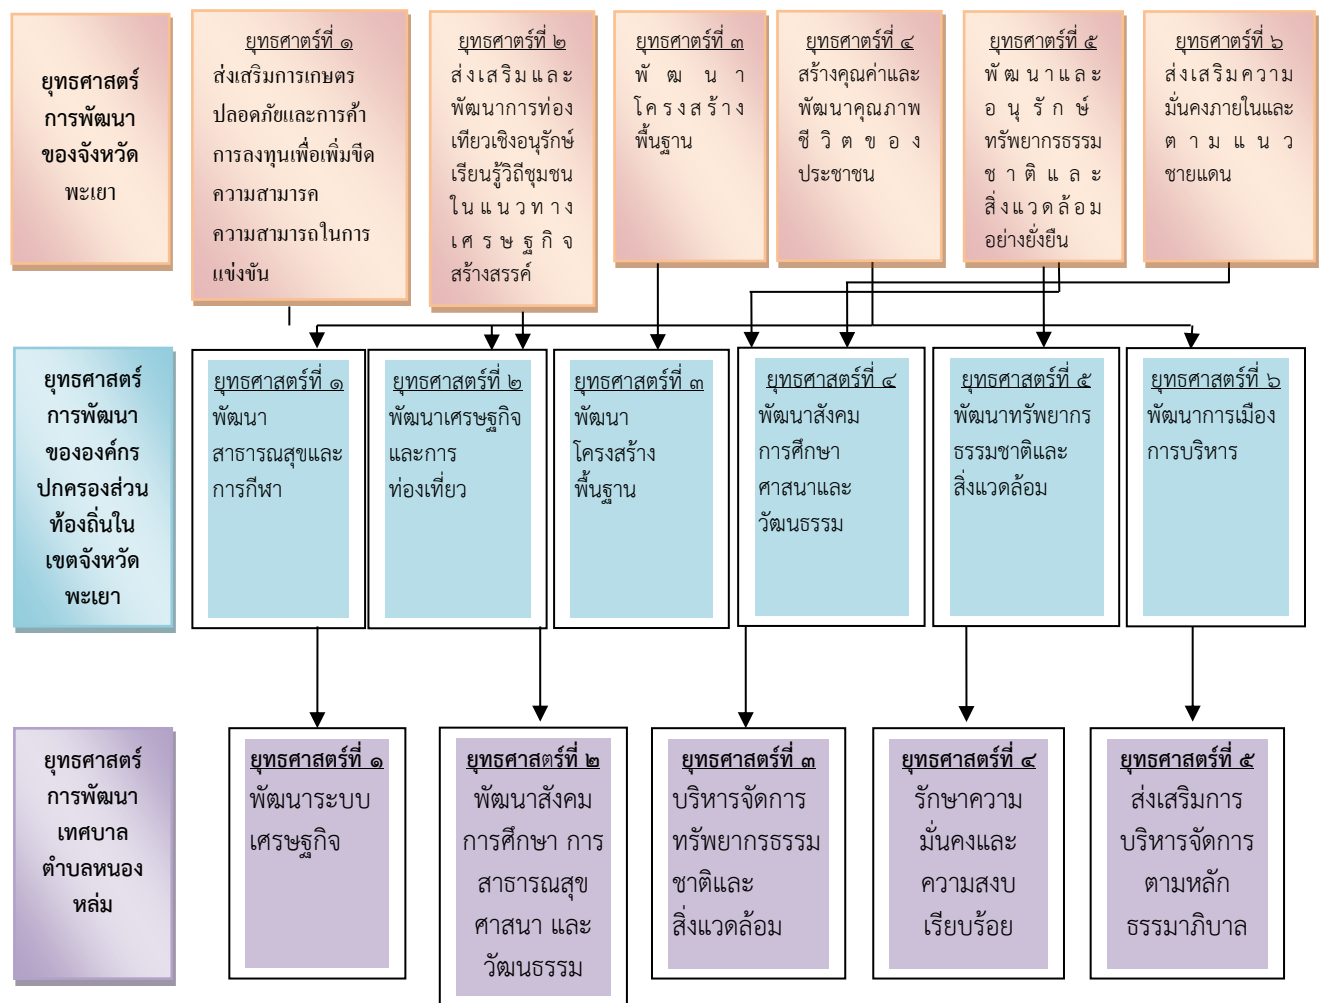 ยุทธศาสตร์
การพัฒนา
ของจังหวัด
พะเยา
ยุทธศาตร์ที่ ๑
ส่งเสริมการเกษตร
ปลอดภัยและการค้า
การลงทุนเพื่อเพิ่มขีด
ความสามารค
ความสามารถในการ
แข่งขัน
ยุทธศาตร์ที่ ๒
ส่งเสริมและ
พัฒนาการท่อง
เทียวเชิงอนุรักษ์
เรียนรู้วิถีชุมชน
ในแนวทาง
เศรษฐกิจ
สร้างสรรค์
ยุทธศาตร์ที่ ๓
พัฒนา
โครงสร้าง
พื้นฐาน
ยุทธศาตร์ที่ ๔
สร้างคุณค่าและ
พัฒนาคุณภาพ
ชีวิตของ
ประชาชน
ยุทธศาตร์ที่ ๕
พัฒนาและ
อนุรักษ์
ทรัพยากรธรรม
ชาติและ
สิ่งแวดล้อม
อย่างยั่งยืน
ยุทธศาตร์ที่ ๖
ส่งเสริมความ
มั่นคงภายในและ
ตามแนว
ชายแดน
ยุทธศาสตร์
การพัฒนา
ขององค์กร
ปกครองส่วน
ท้องถิ่นใน
เขตจังหวัด
พะเยา
ยุทธศาสตร์ที่ ๑
พัฒนา
สาธารณสุขและ
การกีฬา
ยุทธศาสตร์ที่ ๒
พัฒนาเศรษฐกิจ
และการ
ท่องเที่ยว
ยุทธศาสตร์ที่ ๓
พัฒนา
โครงสร้าง
พื้นฐาน
ยุทธศาสตร์ที่ ๔
พัฒนาสังคม
การศึกษา
ศาสนาและ
วัฒนธรรม
ยุทธศาสตร์ที่ ๕
พัฒนาทรัพยากร
ธรรมชาติและ
สิ่งแวดล้อม
ยุทธศาสตร์ที่ ๖
พัฒนาการเมือง
การบริหาร
ยุทธศาสตร์
การพัฒนา
เทศบาล
ตำบลหนอง
หล่ม
ยุทธศาสตร์ที่ ๑
พัฒนาระบบ
เศรษฐกิจ
ยุทธศาสตร์ที่ ๒
พัฒนาสังคม
การศึกษา การ
สาธารณสุข
ศาสนา และ
วัฒนธรรม
ยุทธศาสตร์ที่ ๓
บริหารจัดการ
ทรัพยากรธรรม
ชาติและ
สิ่งแวดล้อม
ยุทธศาสตร์ที่ ๔
รักษาความ
มั่นคงและ
ความสงบ
เรียบร้อย
ยุทธศาสตร์ที่ ๕
ส่งเสริมการ
บริหารจัดการ
ตามหลัก
ธรรมาภิบาล